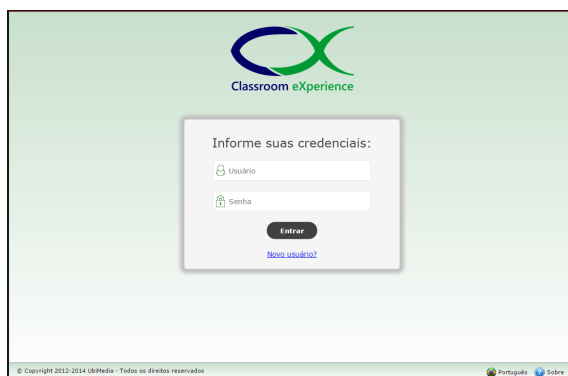 Classroom eXperience
Informe suas credenciais:
Usuário
Senha
Entrar
Novo usuário?
© Copyright 2012-2014 UbiMedia - Todos os direitos reservados
Português
Sobre